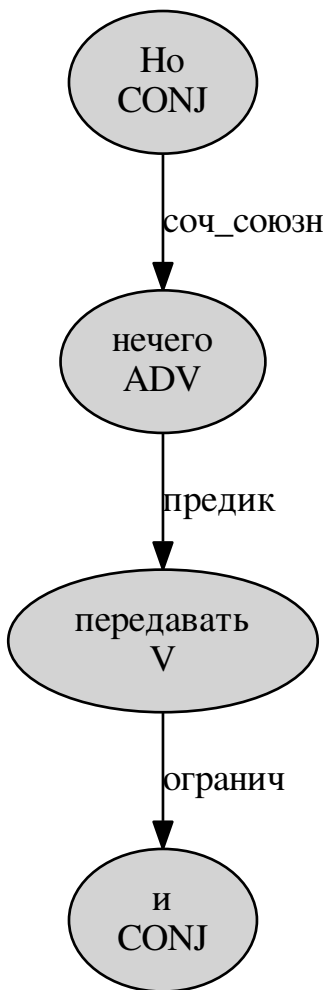 Но
CONJ
соч_союзн
нечего
ADV
предик
передавать
V
огранич
и
CONJ